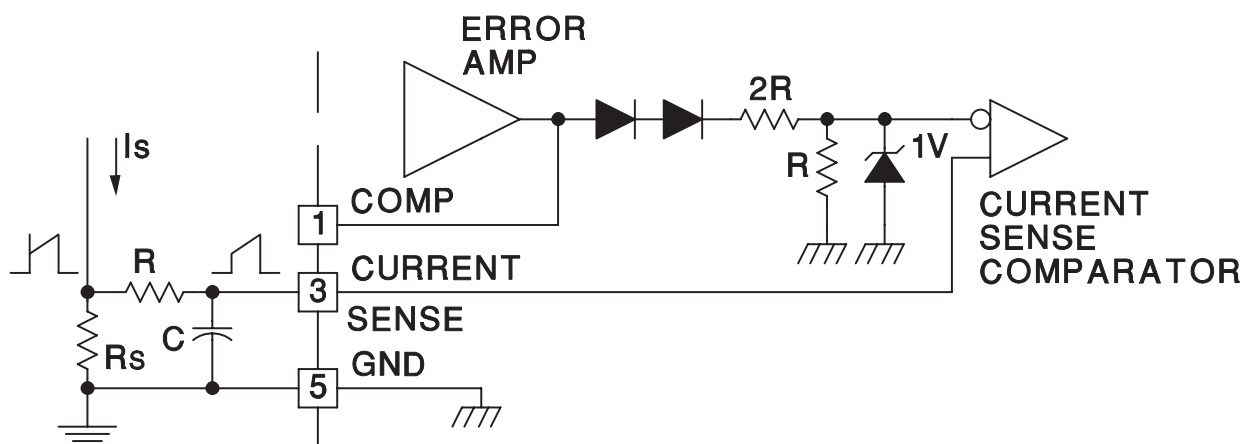 ERROR
AMP
2R
R
1V
Is
1
COMP
CURRENT
SENSE
COMPARATOR
R
3
CURRENT
SENSE
C
Rs
5
GND